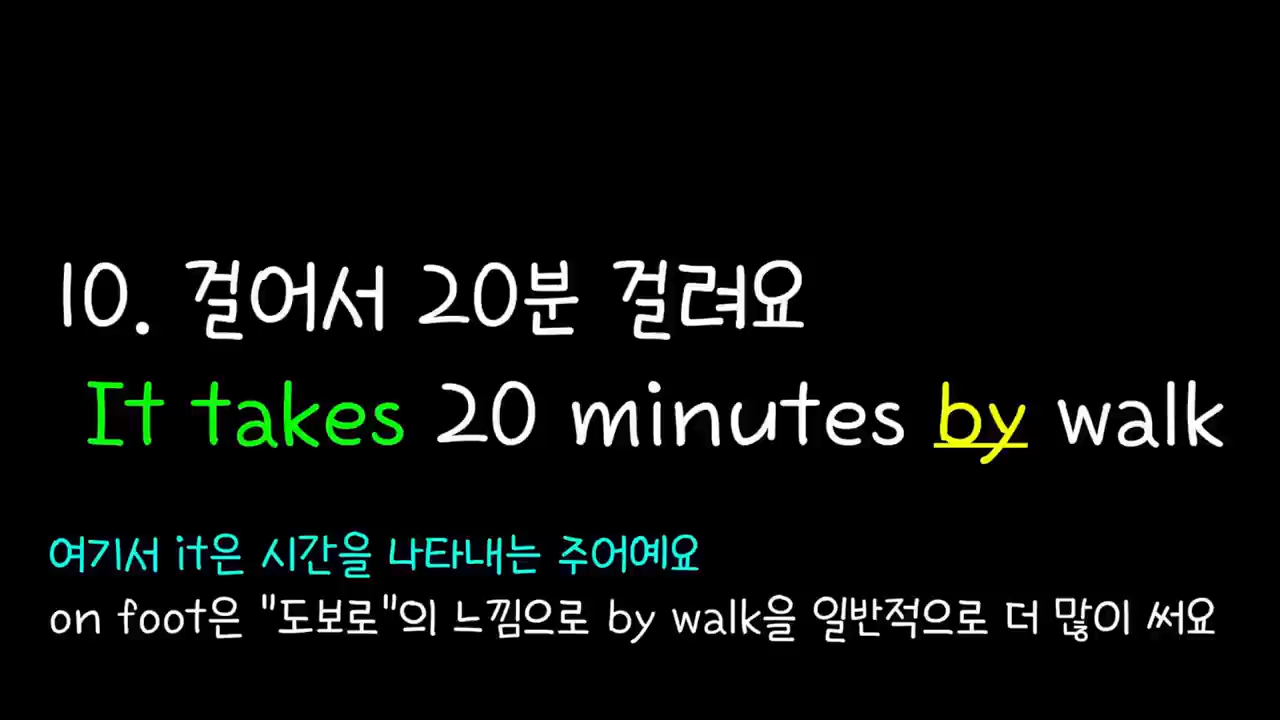 10. 걸어서 20분 걸려요
It takes 20 minutes by walk
여기서 it은 시간을 나타내는 주어예요
on foot은 "도보로"의 느낌으로 by walk을 일반적으로 더 많이 써요